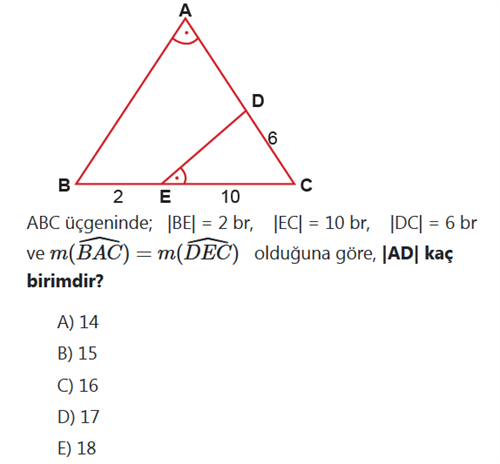 A
D
6
B
2
E
10
C
ABC üçgeninde; |BE| = 2 br, |EC| = 10 br, |DC| = 6 br
ve m(BAC) = m(DEC) olduğuna göre, |AD| kaç
birimdir?
A) 14
B) 15
C) 16
D) 17
E) 18